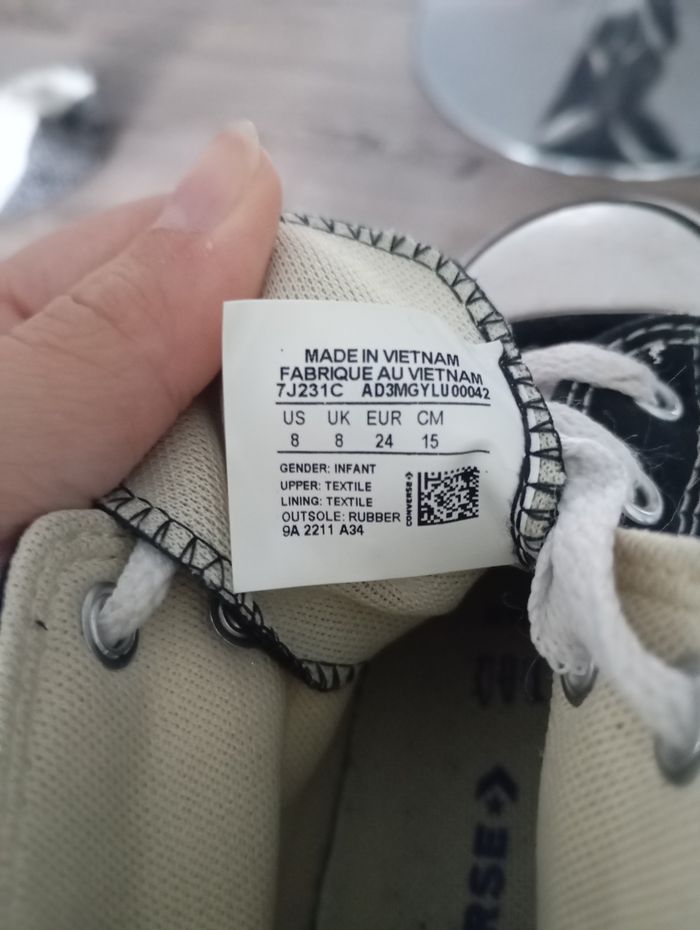 MADE IN VIETNAM
FABRIQUE AU VIETNAM
7J231C AD3MGYLU00042
US UK EUR CM
8 8 24 15
GENDER: INFANT
UPPER: TEXTILE
LINING: TEXTILE
OUTSOLE: RUBBER
9A 2211 A34
CONVERSE
RSE